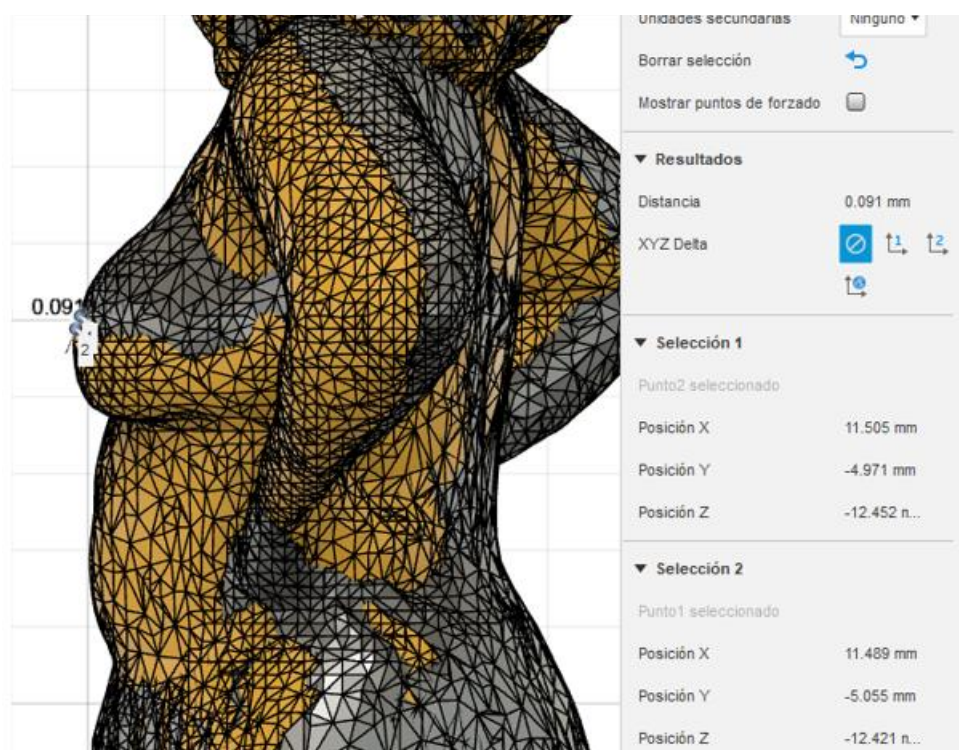 Unidades secundarias Ninguno
Borrar selección
Mostrar puntos de forzado
Resultados
Distancia 0.091 mm
XYZ Delta 1 2
Selección 1
Punto2 seleccionado
Posición X 11.505 mm
Posición Y -4.971 mm
Posición Z -12.452 n...
Selección 2
Punto1 seleccionado
Posición X 11.489 mm
Posición Y -5.055 mm
Posición Z -12.421 n...
0.091
2